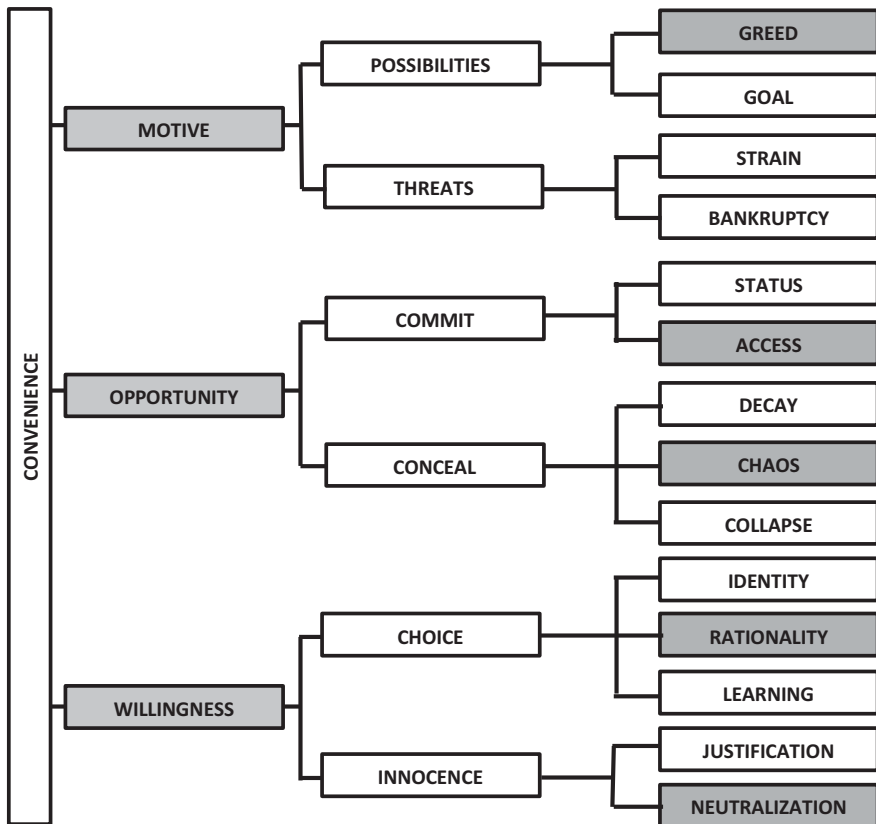 CONVENIENCE
MOTIVE
POSSIBILITIES
GREED
GOAL
THREATS
STRAIN
BANKRUPTCY
OPPORTUNITY
COMMIT
STATUS
ACCESS
CONCEAL
DECAY
CHAOS
COLLAPSE
WILLINGNESS
CHOICE
IDENTITY
RATIONALITY
LEARNING
INNOCENCE
JUSTIFICATION
NEUTRALIZATION